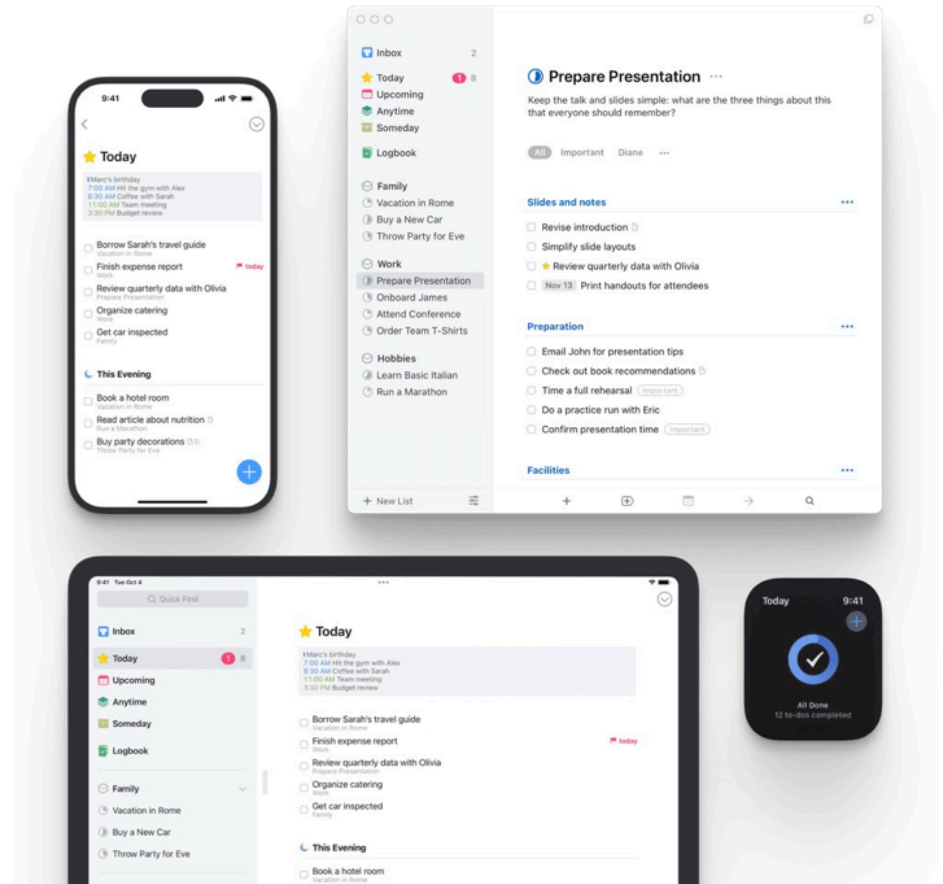 9:41
Today
Marc's birthday
7:00 AM Hit the gym with Alex
8:30 AM Coffee with Sarah
11:00 AM Team meeting
3:30 PM Budget review
Borrow Sarah's travel guide
Vacation in Rome
Finish expense report
today
Work
Review quarterly data with Olivia
Prepare Presentation
Organize catering
Work
Get car inspected
Family
This Evening
Book a hotel room
Vacation in Rome
Read article about nutrition
Run a Marathon
Buy party decorations
Throw Party for Eve
Inbox 2
Today 1 8
Upcoming
Anytime
Someday
Logbook
Family
Vacation in Rome
Buy a New Car
Throw Party for Eve
Work
Prepare Presentation
Onboard James
Attend Conference
Order Team T-Shirts
Hobbies
Learn Basic Italian
Run a Marathon
+ New List
Prepare Presentation ...
Keep the talk and slides simple: what are the three things about this
that everyone should remember?
All Important Diane ...
Slides and notes ...
Revise introduction
Simplify slide layouts
Review quarterly data with Olivia
Nov 13 Print handouts for attendees
Preparation ...
Email John for presentation tips
Check out book recommendations
Time a full rehearsal Important
Do a practice run with Eric
Confirm presentation time Important
Facilities ...
9:41 Tue Oct 4
Quick Find
Inbox 2
Today 1 8
Upcoming
Anytime
Someday
Logbook
Family
Vacation in Rome
Buy a New Car
Throw Party for Eve
Today
Marc's birthday
7:00 AM Hit the gym with Alex
8:30 AM Coffee with Sarah
11:00 AM Team meeting
3:30 PM Budget review
Borrow Sarah's travel guide
Vacation in Rome
Finish expense report
today
Work
Review quarterly data with Olivia
Prepare Presentation
Organize catering
Work
Get car inspected
Family
This Evening
Book a hotel room
Vacation in Rome
Today 9:41
All Done
12 to-dos completed